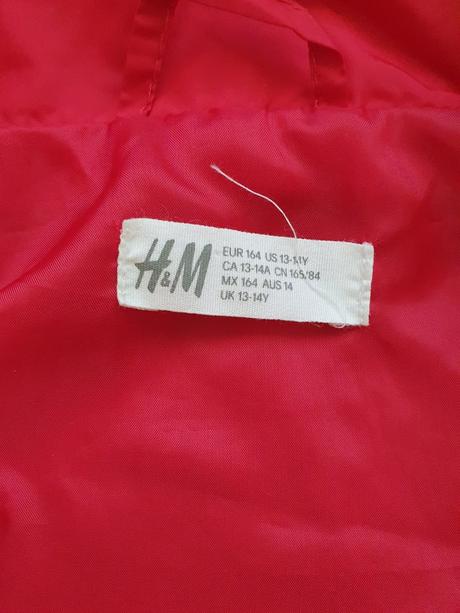 H&M
EUR 164 US 13-14Y
CA 13-14A CN 165/84
MX 164 AUS 14
UK 13-14Y